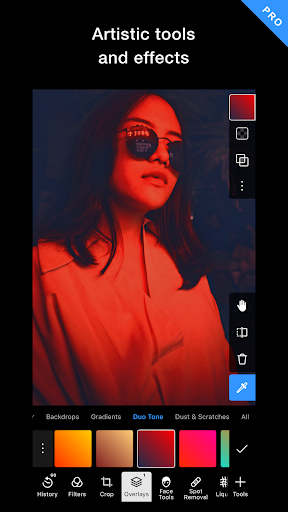 PRO
Artistic tools
and effects
Backdrops Gradients Duo Tone Dust & Scratches All
History Filters Crop Overlays Face Tools Spot Removal Liqu Tools